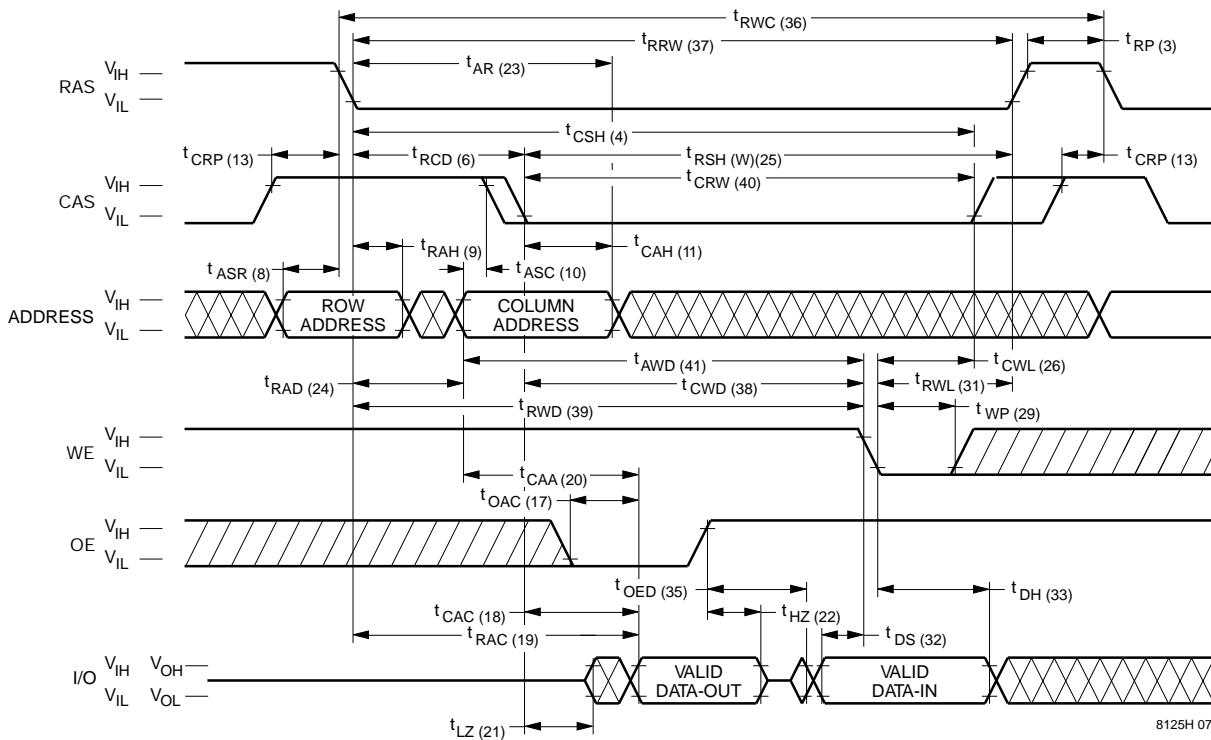 t RWC (36)
t RRW (37)
t RP (3)
t AR (23)
RAS
V IH
V IL
t CSH (4)
t CRP (13)
t RCD (6)
t RSH (W)(25)
t CRP (13)
t CRW (40)
CAS
V IH
V IL
t RAH (9)
t CAH (11)
t ASR (8)
t ASC (10)
ADDRESS
V IH
V IL
ROW
ADDRESS
COLUMN
ADDRESS
t AWD (41)
t CWL (26)
t RAD (24)
t CWD (38)
t RWL (31)
t RWD (39)
t WP (29)
WE
V IH
V IL
t CAA (20)
t OAC (17)
OE
V IH
V IL
t OED (35)
t DH (33)
t CAC (18)
t HZ (22)
t RAC (19)
t DS (32)
I/O
V IH
V OH
V IL
V OL
VALID
DATA-OUT
VALID
DATA-IN
t LZ (21)
8125H 07